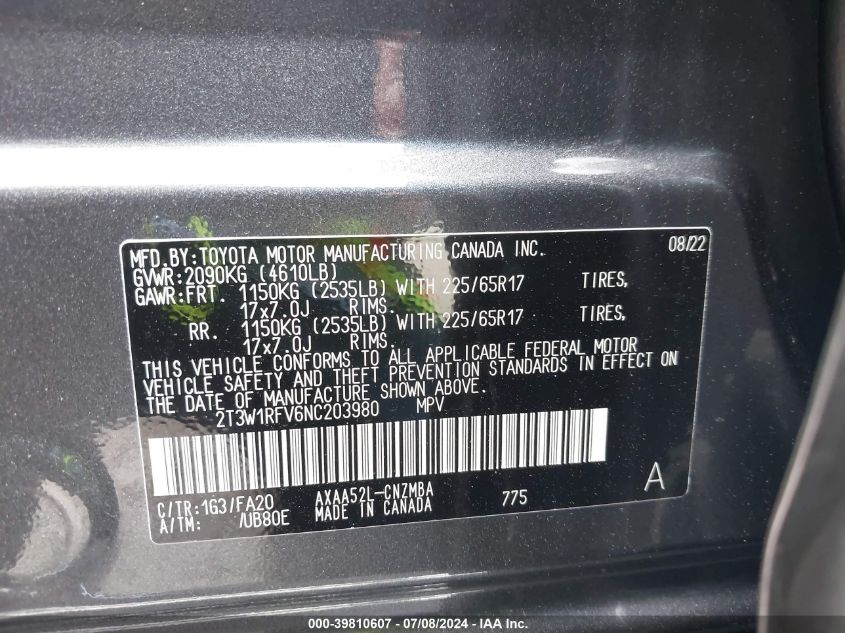 MFD.BY:TOYOTA MOTOR MANUFACTURING CANADA INC. 08/22
GVWR:2090KG (4610LB)
GAWR:FRT. 1150KG (2535LB) WITH 225/65R17 TIRES,
17x7.0J RIMS.
RR. 1150KG (2535LB) WITH 225/65R17 TIRES,
17x7.0J RIMS.
THIS VEHICLE CONFORMS TO ALL APPLICABLE FEDERAL MOTOR
VEHICLE SAFETY AND THEFT PREVENTION STANDARDS IN EFFECT ON
THE DATE OF MANUFACTURE SHOWN ABOVE.
2T3W1RFV6NC203980 MPV
C/TR:1G3/FA20 AXAA52L-CNZMBA 775 A
A/TM: /UB80E MADE IN CANADA
000-39810607 / 07/08/2024 - IAA Inc.